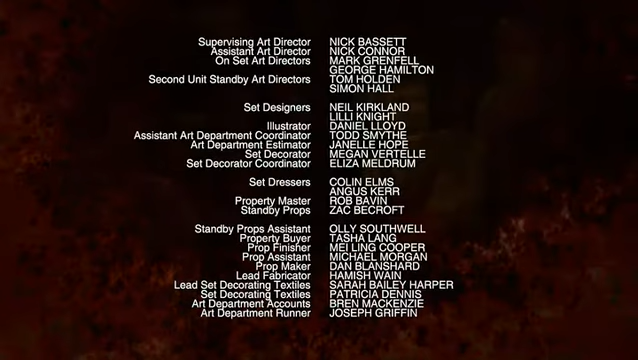 Supervising Art Director NICK BASSETT
Assistant Art Director NICK CONNOR
On Set Art Directors MARK GRENFELL
GEORGE HAMILTON
Second Unit Standby Art Directors TOM HOLDEN
SIMON HALL
Set Designers NEIL KIRKLAND
LILLI KNIGHT
Illustrator DANIEL LLOYD
Assistant Art Department Coordinator TODD SMYTHE
Art Department Estimator JANELLE HOPE
Set Decorator MEGAN VERTELLE
Set Decorator Coordinator ELIZA MELDRUM
Set Dressers COLIN ELMS
ANGUS KERR
Property Master ROB BAVIN
Standby Props ZAC BECROFT
Standby Props Assistant OLLY SOUTHWELL
Property Buyer TASHA LANG
Prop Finisher MEI LING COOPER
Prop Assistant MICHAEL MORGAN
Prop Maker DAN BLANSHARD
Lead Fabricator HAMISH WAIN
Lead Set Decorating Textiles SARAH BAILEY HARPER
Set Decorating Textiles PATRICIA DENNIS
Art Department Accounts BREN MACKENZIE
Art Department Runner JOSEPH GRIFFIN